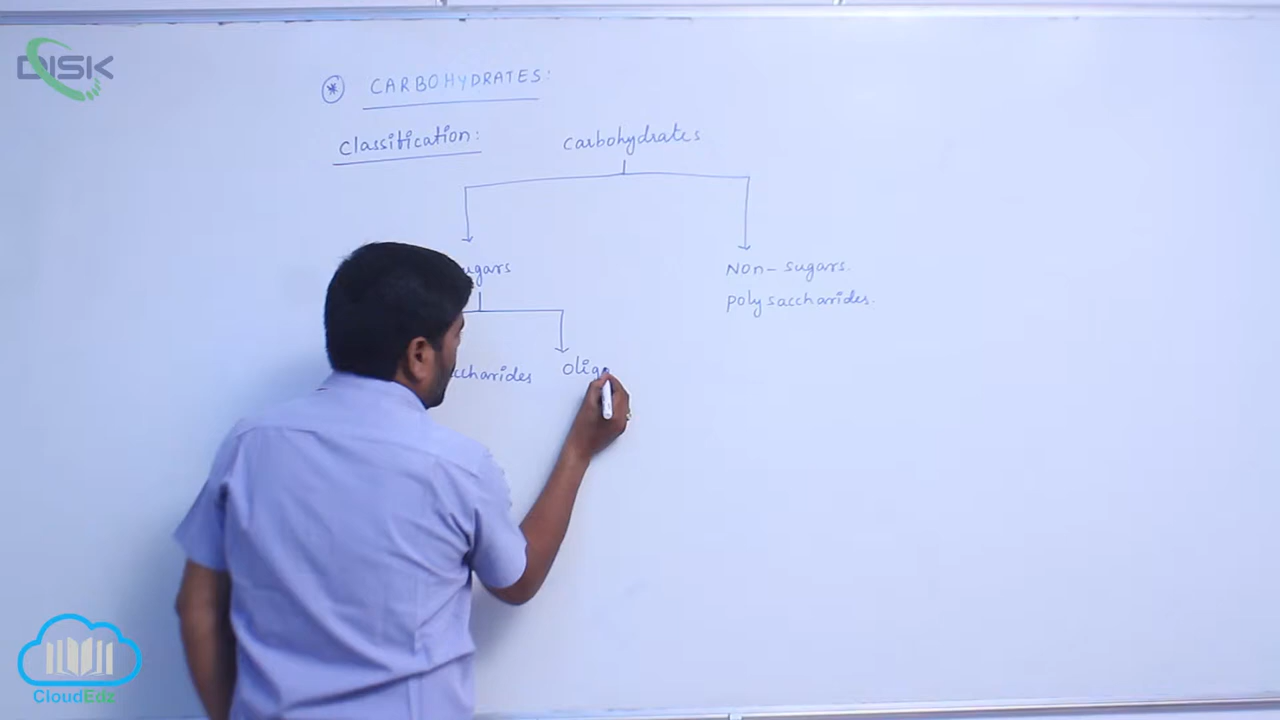 DISK
* CARBOHYDRATES:
Classification:
Carbohydrates
ugars
Non-sugars.
polysaccharides.
ccharides
Olig
CloudEdz